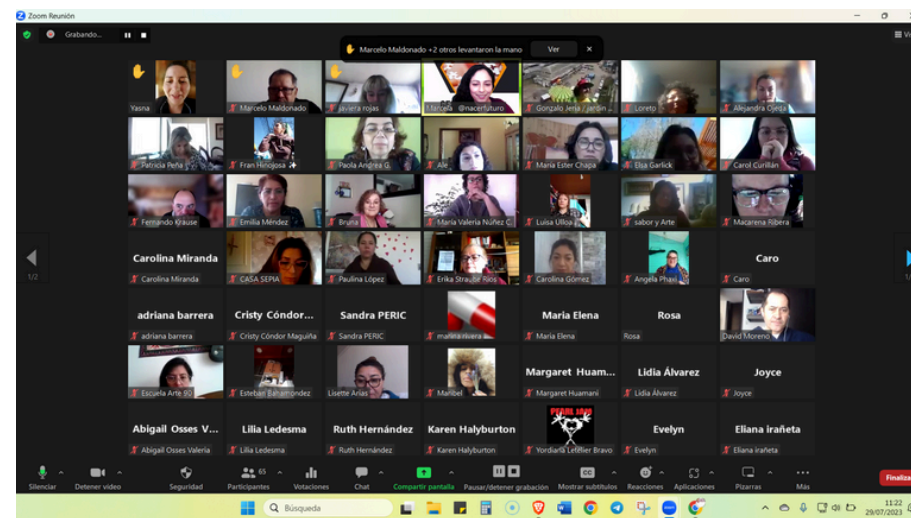 Zoom Reunión
Grabando...
Marcelo Maldonado +2 otros levantaron la mano Ver
Yasna Marcelo Maldonado javiera rojas Marcela @nacerfuturo Gonzalo Jeria / jardín ... Loreto Alejandra Ojeda
Patricia Peña Fran Hinojosa Paola Andrea G. Ale María Ester Chapa Elsa Garlick Carol Curillán
Fernando Krause Emilia Méndez Bruna María Valeria Núñez C. Luisa Ulloa sabor y Arte Macarena Ribera
Carolina Miranda Caro
Carolina Miranda CASA SEPIA Paulina López Erika Straube Ríos Carolina Gómez Angela Phaxi Caro
1/2
adriana barrera Cristy Cóndor... Sandra PERIC Maria Elena Rosa
adriana barrera Cristy Cóndor Maguiña Sandra PERIC marina rivera Maria Elena Rosa David Moreno
Margaret Huam... Lidia Álvarez Joyce
Escuela Arte 90 Esteban Bahamondez Lisette Arias Maribel Margaret Huamani Lidia Álvarez Joyce
PEARL JAM
Abigail Osses V... Lilia Ledesma Ruth Hernández Karen Halyburton Evelyn Eliana irañeta
Abigail Osses Valeria Lilia Ledesma Ruth Hernández Karen Halyburton Yordiarla Letelier Bravo Evelyn Eliana irañeta
65
Silenciar Detener video Seguridad Participantes Votaciones Chat Compartir pantalla Pausar/detener grabación Mostrar subtítulos Reacciones Aplicaciones Pizarras Más
Búsqueda
11:22
29/07/2023